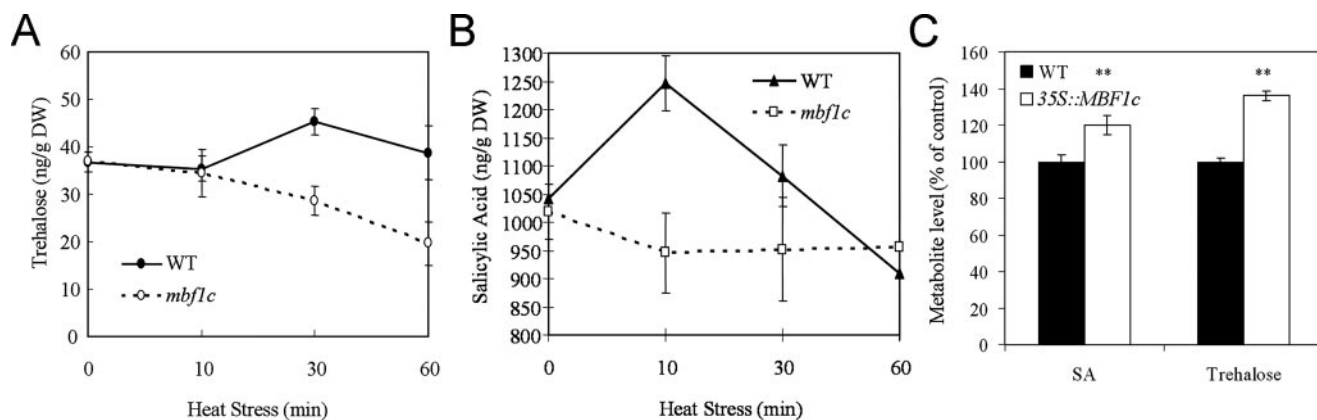 A
60
50
40
30
20
10
0
Trehalose (ng/g DW)
WT
mbf1c
0 10 30 60
Heat Stress (min)
B
1300
1250
1200
1150
1100
1050
1000
950
900
850
800
Salicylic Acid (ng/g DW)
WT
mbf1c
0 10 30 60
Heat Stress (min)
C
160
140
120
100
80
60
40
20
0
Metabolite level (% of control)
WT
35S::MBF1c
** **
SA Trehalose